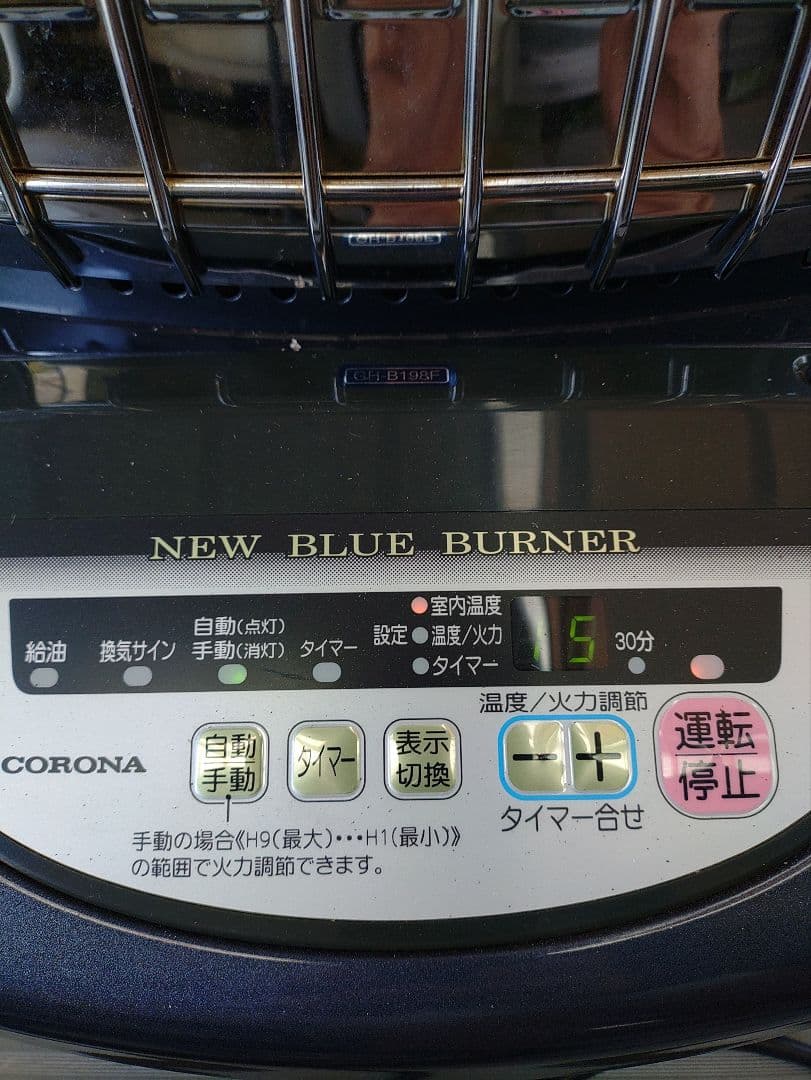 GH-B198F
NEW BLUE BURNER
給油
換気サイン
自動(点灯)
手動(消灯)
タイマー
設定
室内温度
温度/火力
タイマー
15
30分
温度/火力調節
CORONA
自動
手動
タイマー
表示
切換
− +
タイマー合せ
運転
停止
手動の場合《H9(最大)・・・H1(最小)》
の範囲で火力調節できます。